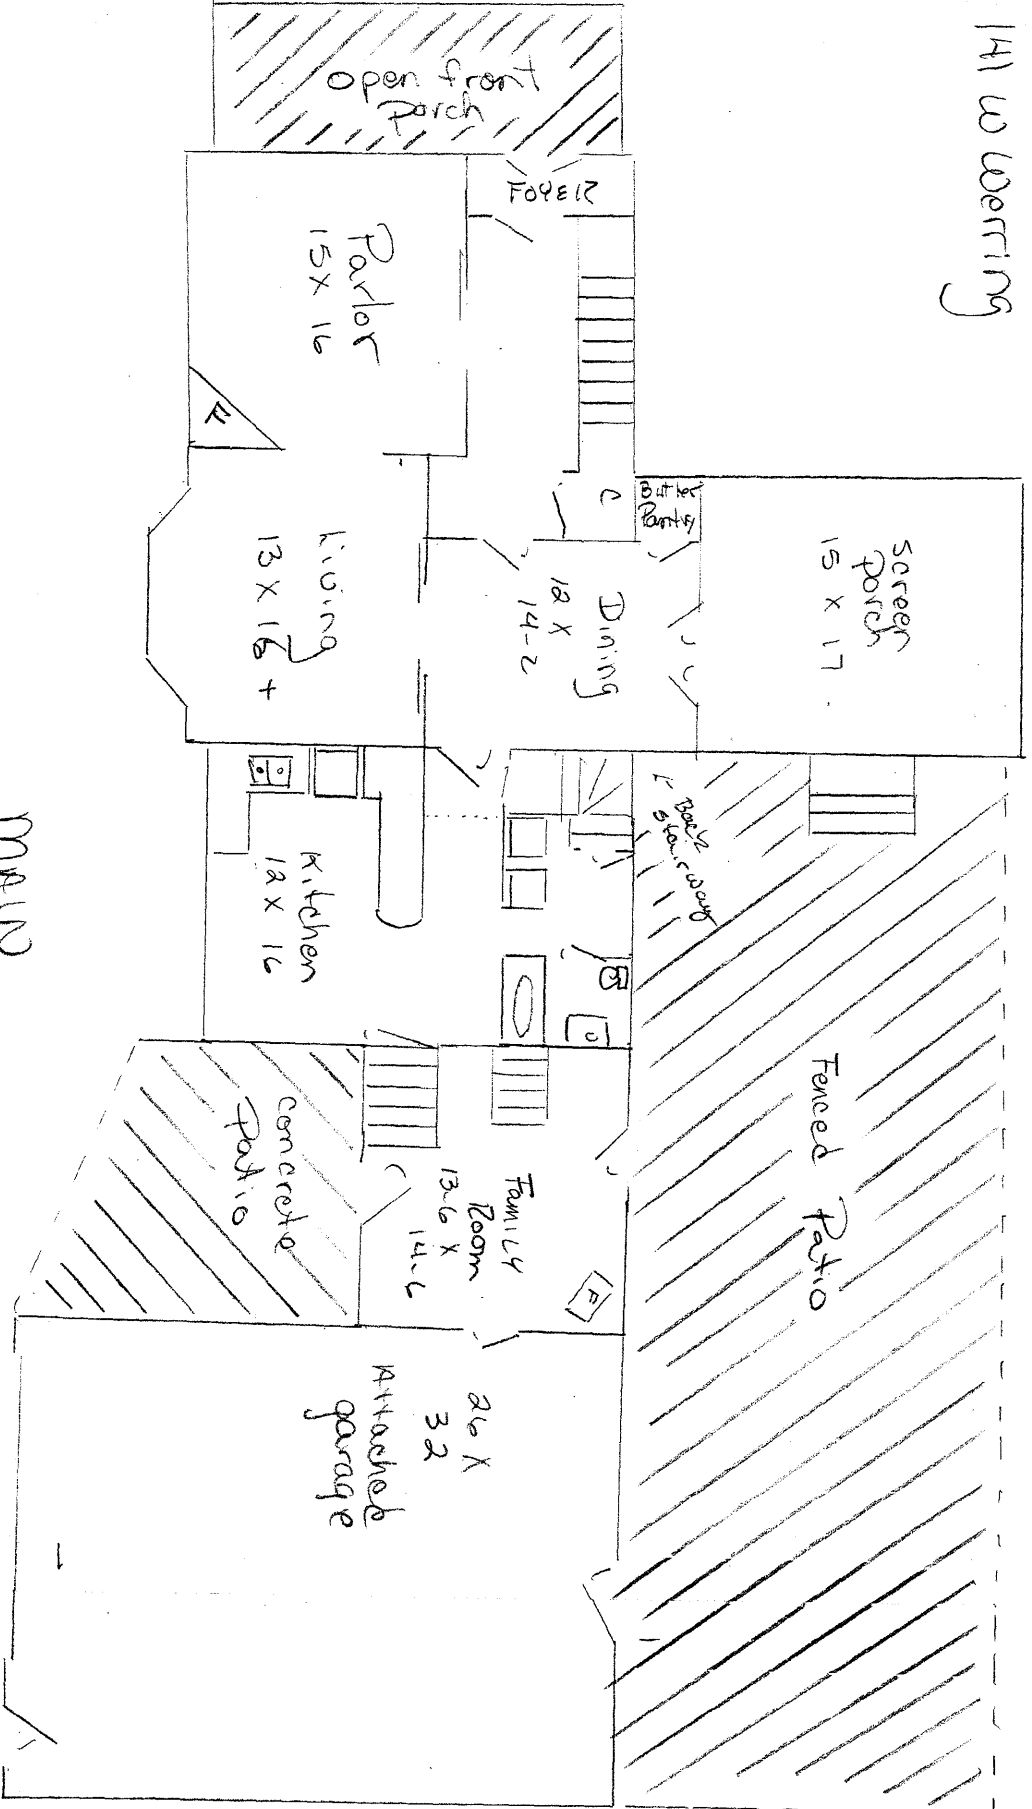 141 W Werring
open front
porch
FOYER
Parlor
15 X 16
F
C
Butler
Pantry
Screen
Porch
15 X 17
Living
13 X 16 +
Dining
12 X
14-2
Back
stairway
Kitchen
12 X 16
MAIN
Fenced Patio
Concrete
Patio
Family
Room
13-6 X
14-6
F
26 X
32
Attached
garage